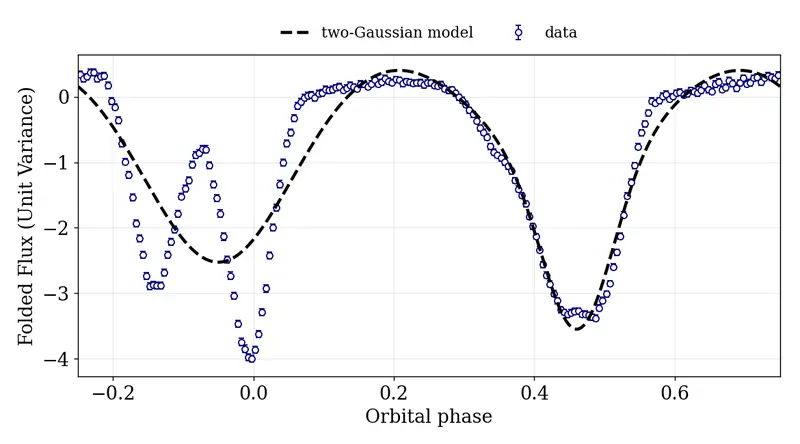 two-Gaussian model
data
Folded Flux (Unit Variance)
0
−1
−2
−3
−4
−0.2
0.0
0.2
0.4
0.6
Orbital phase